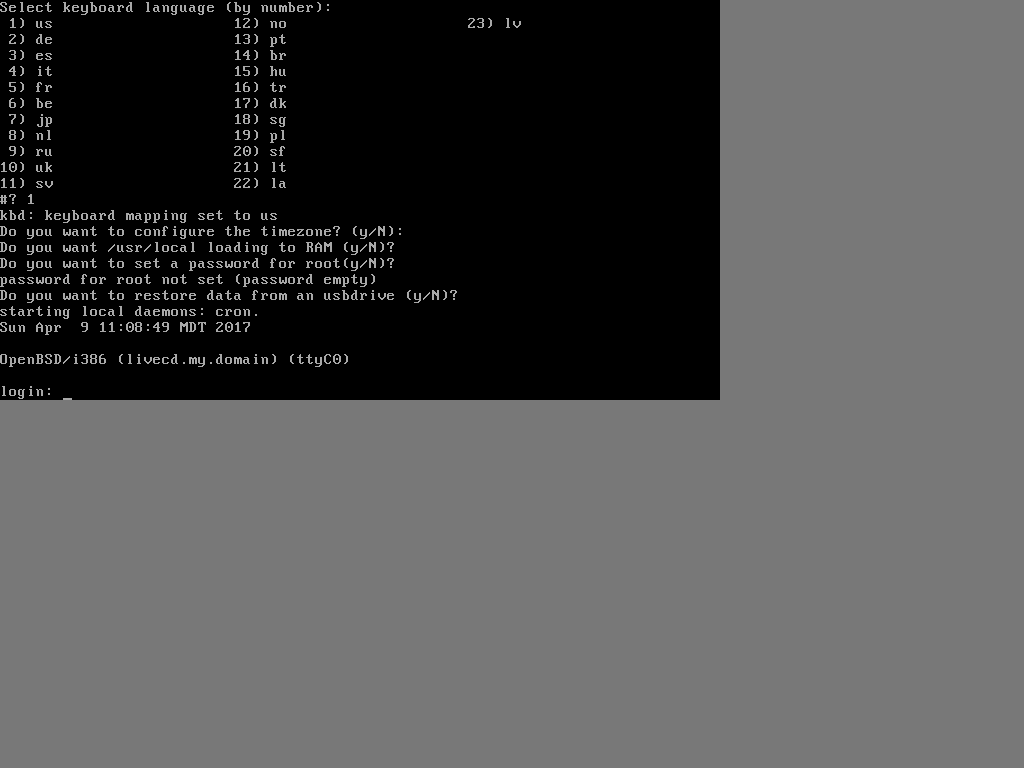 Select keyboard language (by number):
 1) us                    12) no                    23) lv
 2) de                    13) pt
 3) es                    14) br
 4) it                    15) hu
 5) fr                    16) tr
 6) be                    17) dk
 7) jp                    18) sg
 8) nl                    19) pl
 9) ru                    20) sf
10) uk                    21) lt
11) sv                    22) la
#? 1
kbd: keyboard mapping set to us
Do you want to configure the timezone? (y/N):
Do you want /usr/local loading to RAM (y/N)?
Do you want to set a password for root(y/N)?
password for root not set (password empty)
Do you want to restore data from an usbdrive (y/N)?
starting local daemons: cron.
Sun Apr  9 11:08:49 MDT 2017
OpenBSD/i386 (livecd.my.domain) (ttyC0)
login: _